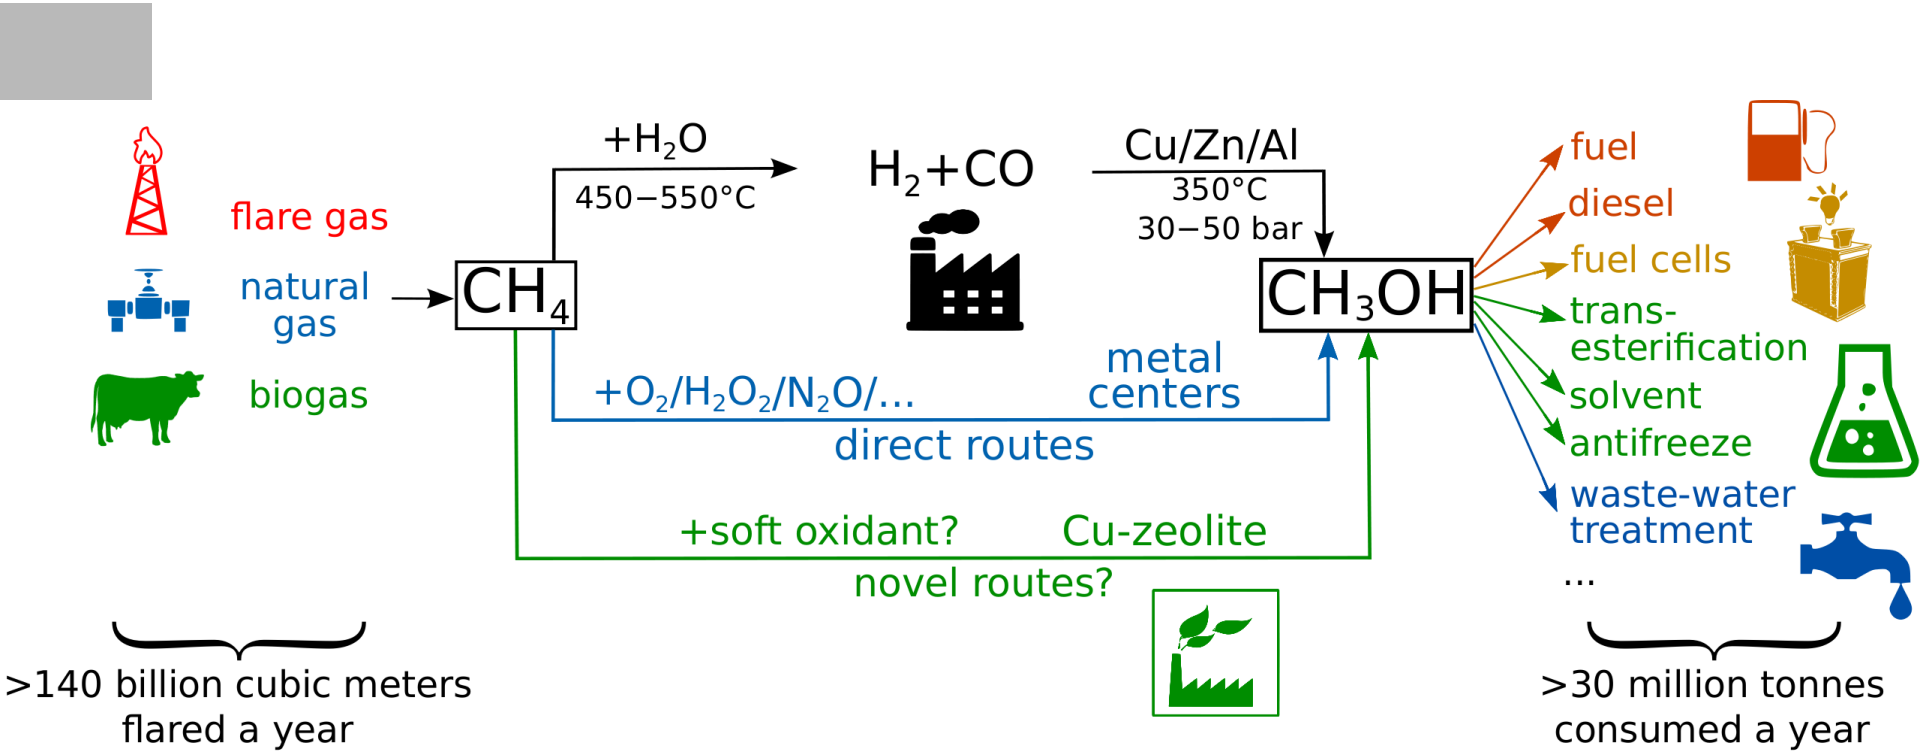 flare gas
natural
gas
biogas
>140 billion cubic meters
flared a year
CH₄
+H₂O
450−550°C
H₂+CO
Cu/Zn/Al
350°C
30−50 bar
CH₃OH
+O₂/H₂O₂/N₂O/...
metal
centers
direct routes
+soft oxidant?
Cu-zeolite
novel routes?
fuel
diesel
fuel cells
trans-
esterification
solvent
antifreeze
waste-water
treatment
...
>30 million tonnes
consumed a year